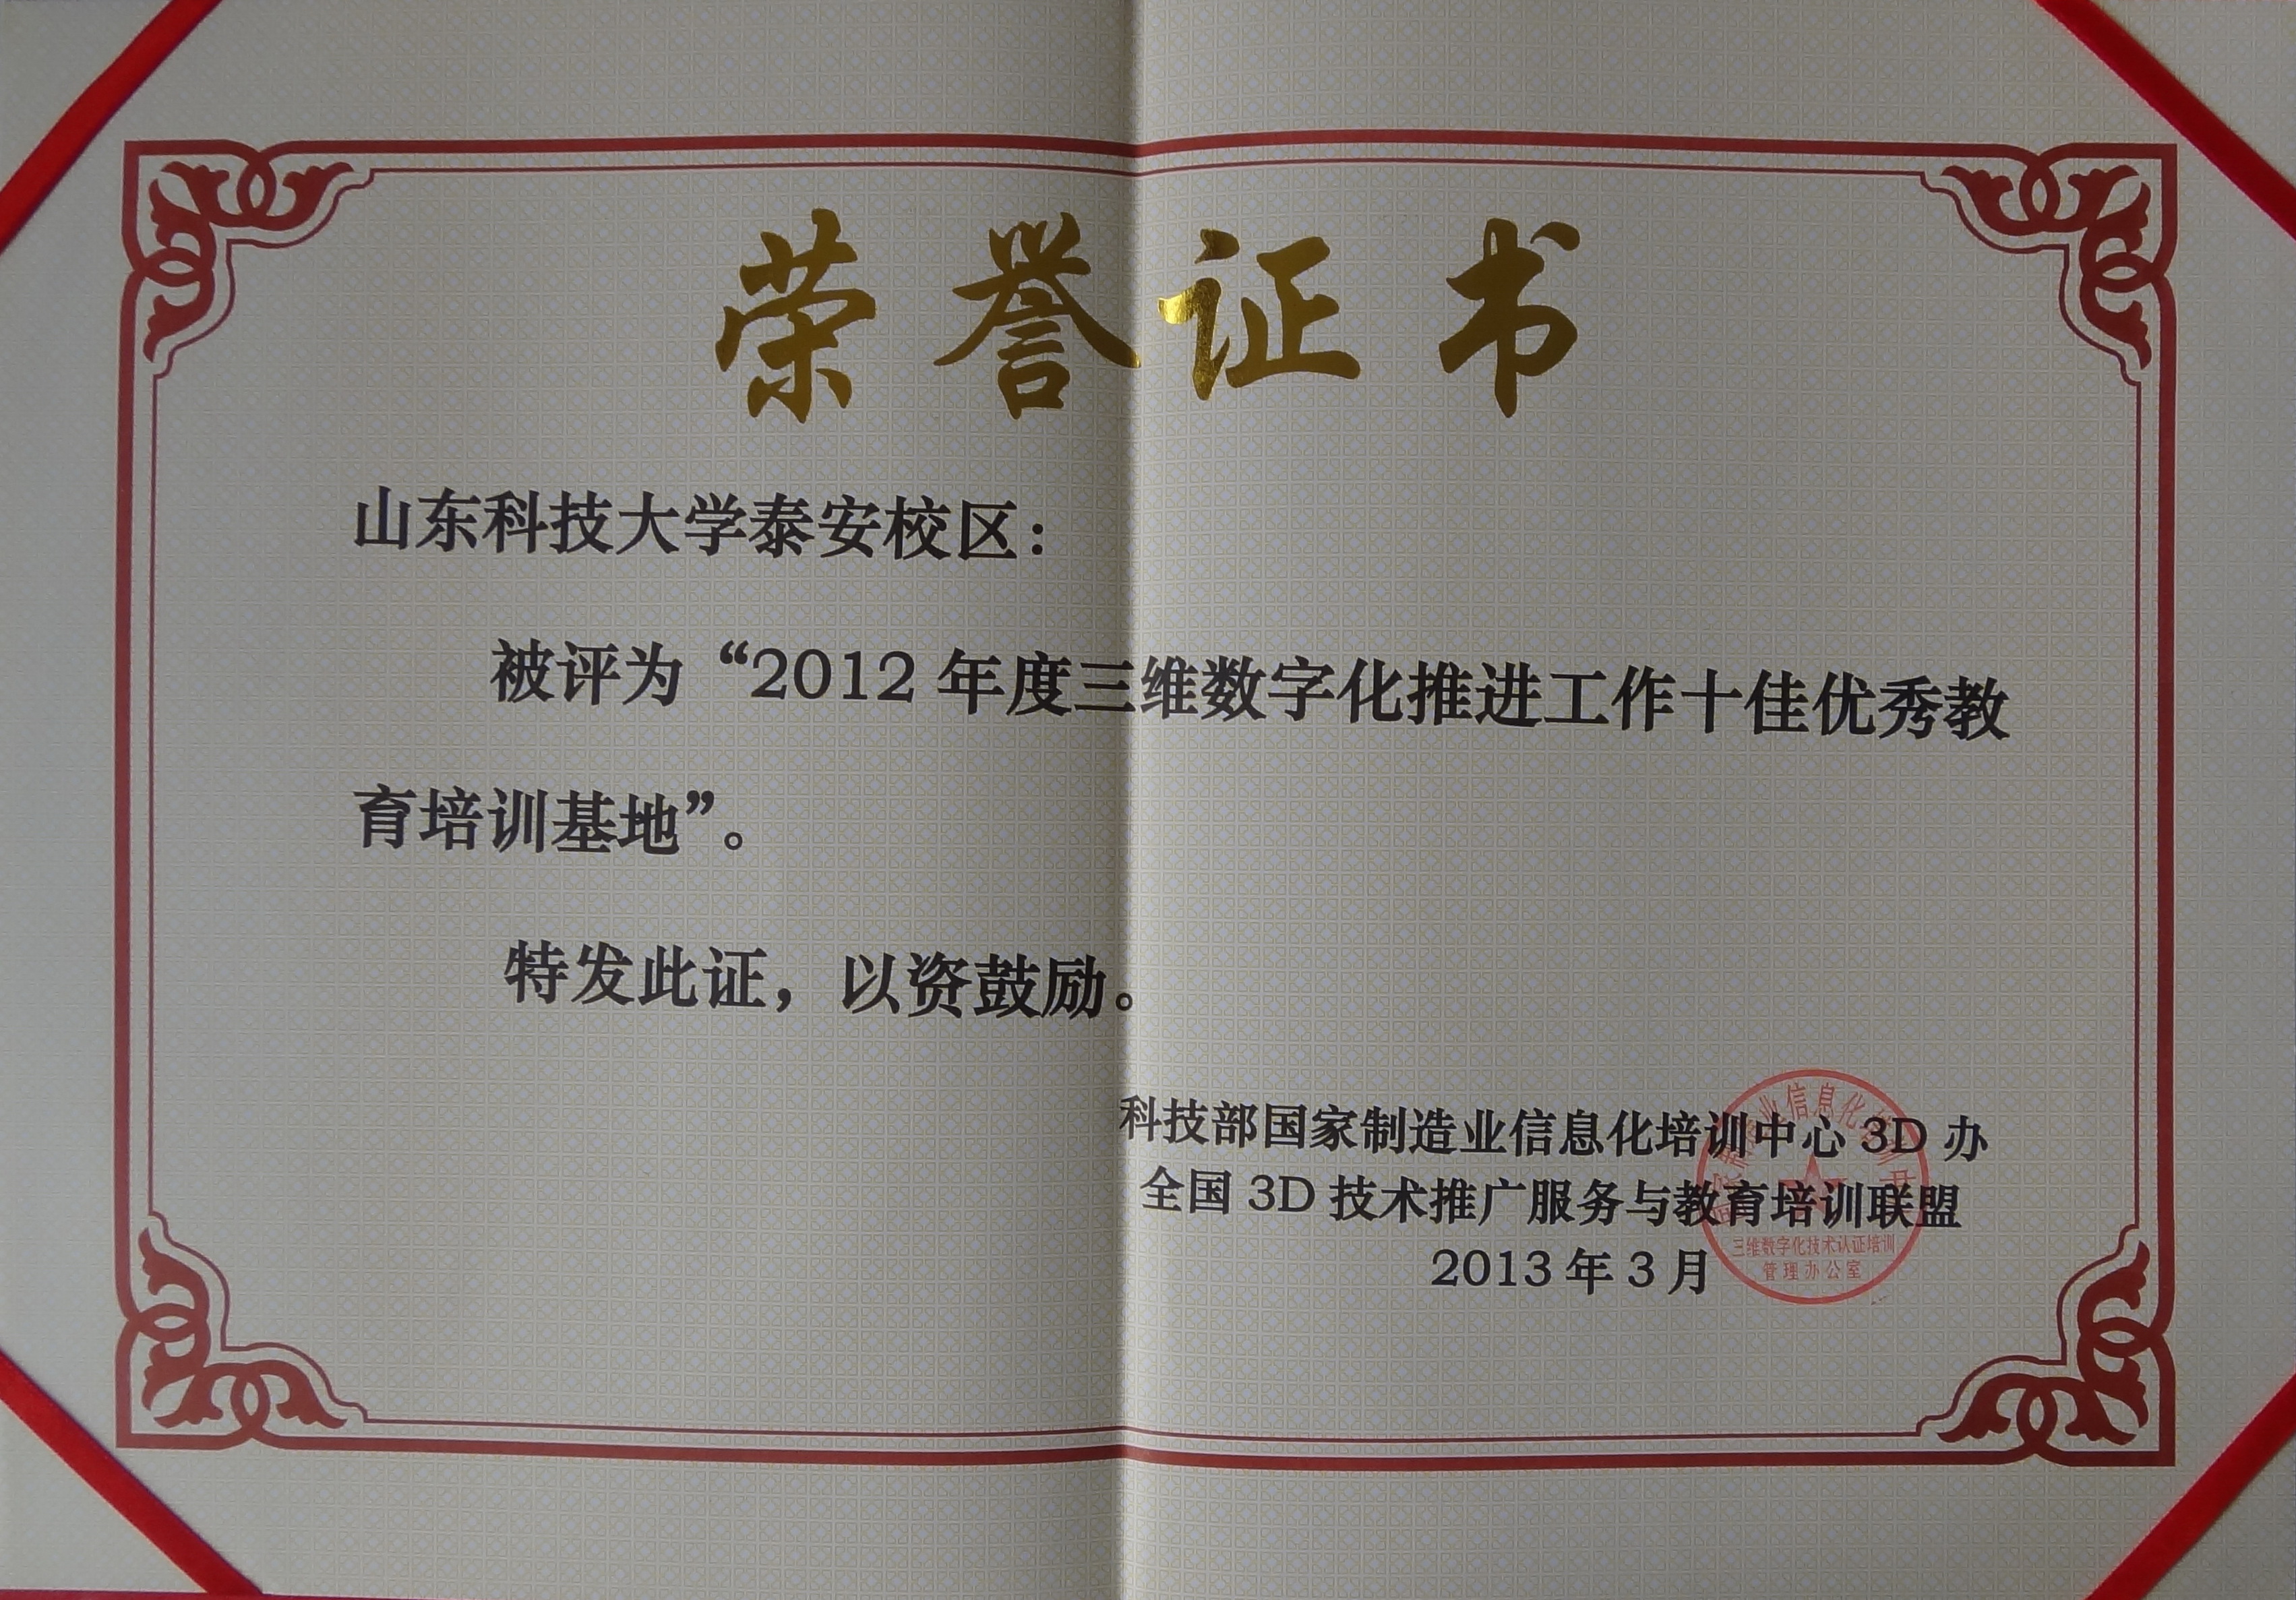 荣誉证书
山东科技大学泰安校区：
被评为“2012年度三维数字化推进工作十佳优秀教
育培训基地”。
特发此证，以资鼓励。
科技部国家制造业信息化培训中心3D办
全国3D技术推广服务与教育培训联盟
2013年3月
三维数字化技术认证培训
管理办公室